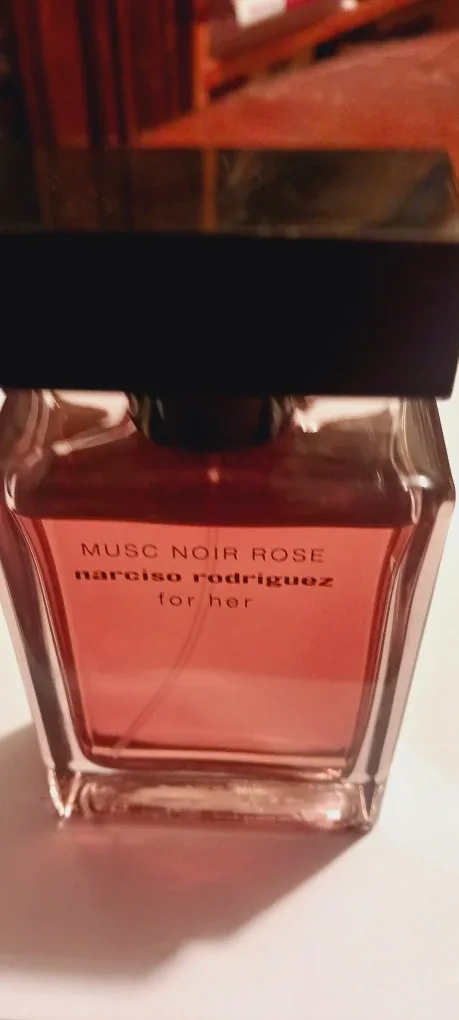 MUSC NOIR ROSE
narciso rodriguez
for her